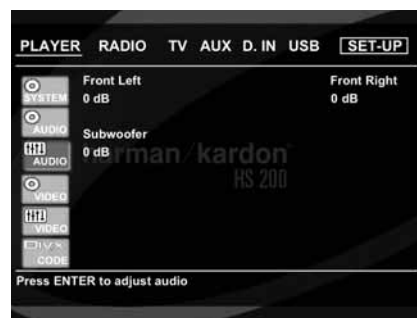 PLAYER RADIO TV AUX D. IN USB SET-UP
SYSTEM
Front Left
0 dB
Front Right
0 dB
AUDIO
Subwoofer
0 dB
AUDIO
harman/kardon
HS 200
VIDEO
VIDEO
DIVX
CODE
Press ENTER to adjust audio